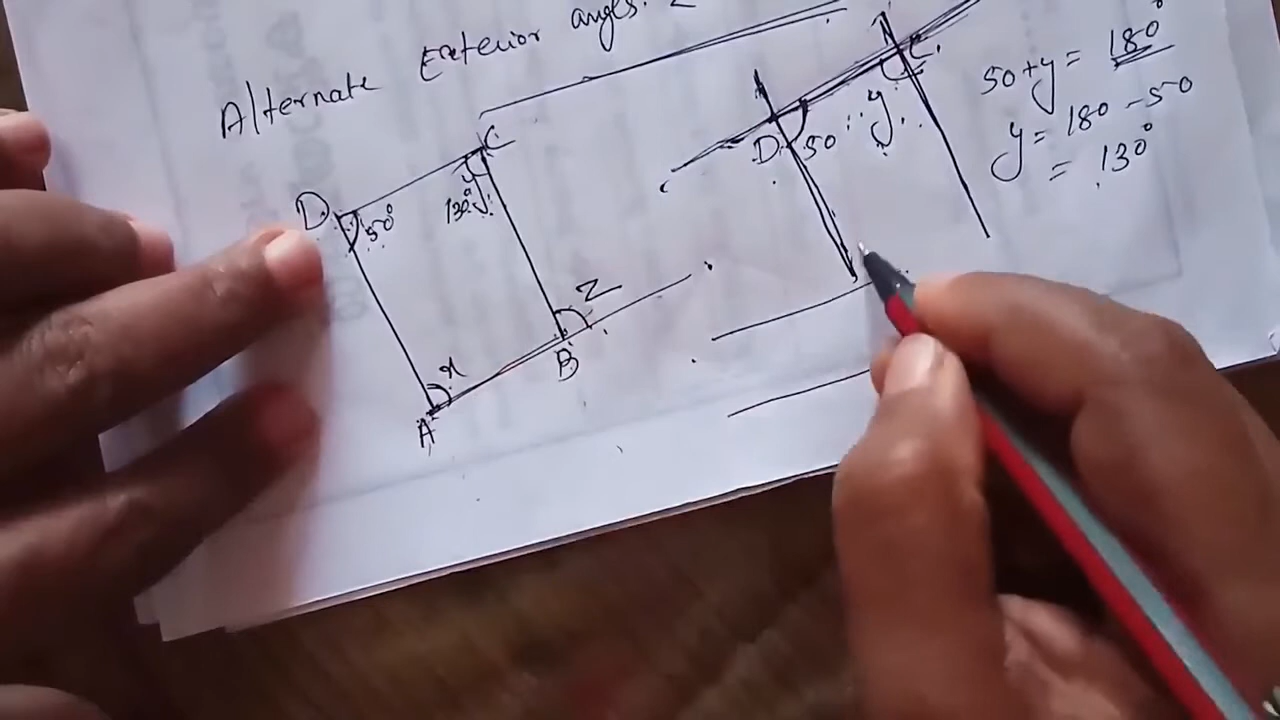 Alternate Exterior angles.
D
50°
C
y
130°
x
A
z
B
D
50
y
C
50+y = 180°
y = 180 - 50
= 130°